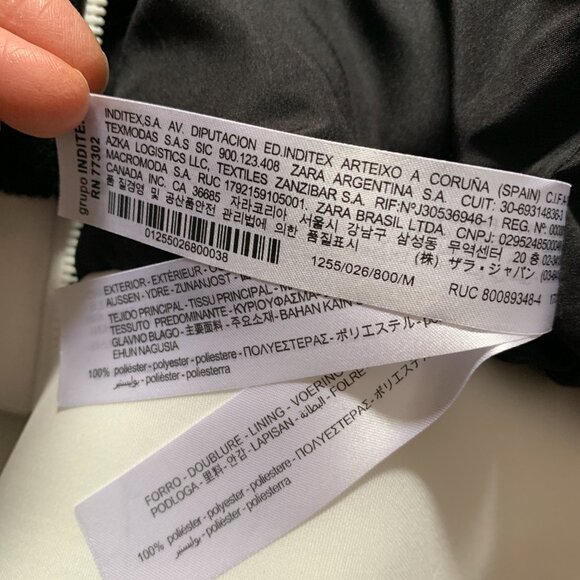 grupo INDITEX
RN 77302
INDITEX,S.A. AV. DIPUTACION ED.INDITEX ARTEIXO A CORUÑA (SPAIN) C.I.F.
TEXMODAS S.A.S SIC 900.123.408. ZARA ARGENTINA S.A CUIT: 30-69314836-
AZKA LOGISTICS LLC, TEXTILES ZANZIBAR S.A. RIF:NºJ30536946-1 REG.
MACROMODA S.A. RUC 1792159105001. ZARA BRASIL LTDA. CNPJ:
CANADA INC. CA 36685 자라코리아 서울시 강남구 삼성동 무역센터 20 층
품질경영 및 공산품안전 관리법에 의한 품질표시 (株) ザラ・ジャパン
01255026800038
1255/026/800/M
RUC 80089348-4
EXTERIOR - EXTÉRIEUR
AUSSEN - YDRE - ZUNANJOST
TEJIDO PRINCIPAL - TISSU PRINCIPAL
TESSUTO PREDOMINANTE - ΚΥΡΙΟ
GLAVNO BLAGO - 主要面料 - 주요소재 - BAHAN
EHUN NAGUSIA
100% poliéster - polyester - poliestere - ΠΟΛΥΕΣΤΕΡΑΣ - ポリエステル
بوليستر - polièster - poliesterra
FORRO - DOUBLURE - LINING - VOERING
PODLOGA - 里料 - 안감 - LAPISAN - البطانة - FOLRE
100% poliéster - polyester - poliestere - ΠΟΛΥΕΣΤΕΡΑΣ - ポリエステル
بوليستر - polièster - poliesterra